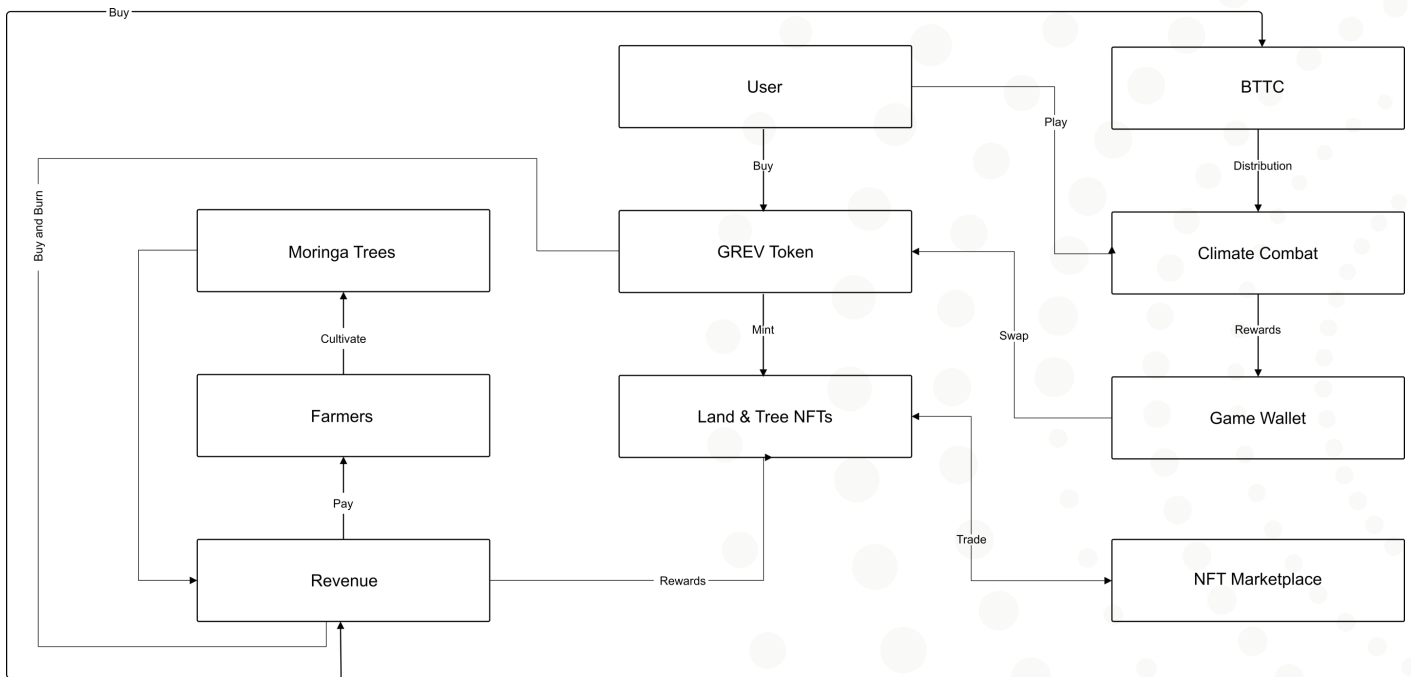 Buy
User
BTTC
Play
Buy
Distribution
Buy and Burn
Moringa Trees
GREV Token
Climate Combat
Cultivate
Mint
Swap
Rewards
Farmers
Land & Tree NFTs
Game Wallet
Pay
Trade
Revenue
Rewards
NFT Marketplace